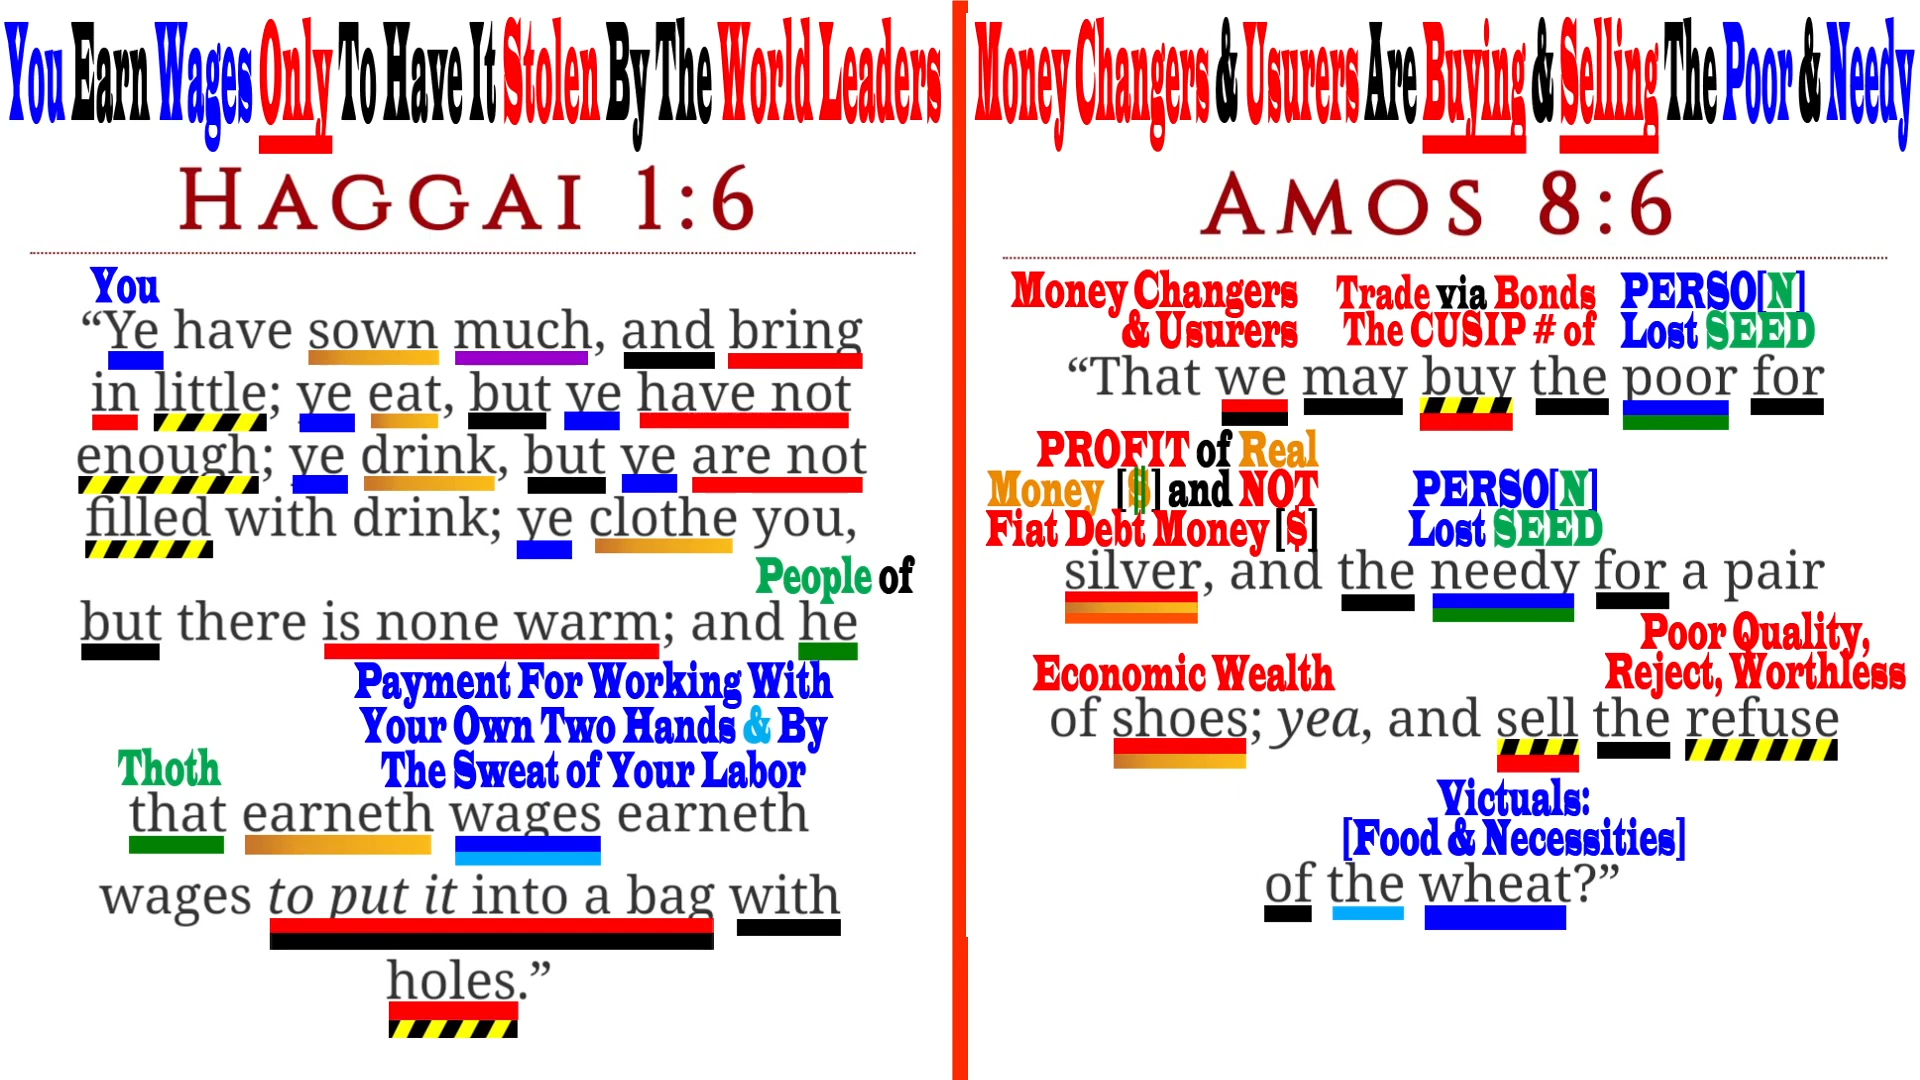 You Earn Wages Only To Have It Stolen By The World Leaders
HAGGAI 1:6
You
“Ye have sown much, and bring
in little; ye eat, but ye have not
enough; ye drink, but ye are not
filled with drink; ye clothe you,
People of
but there is none warm; and he
Payment For Working With
Your Own Two Hands & By
The Sweat of Your Labor
Thoth
that earneth wages earneth
wages to put it into a bag with
holes.”
Money Changers & Usurers Are Buying & Selling The Poor & Needy
AMOS 8:6
Money Changers
& Usurers
Trade via Bonds
The CUSIP # of
PERSO[N]
Lost SEED
“That we may buy the poor for
PROFIT of Real
Money [$] and NOT
Fiat Debt Money [$]
PERSO[N]
Lost SEED
silver, and the needy for a pair
Economic Wealth
Poor Quality,
Reject, Worthless
of shoes; yea, and sell the refuse
Victuals:
[Food & Necessities]
of the wheat?”